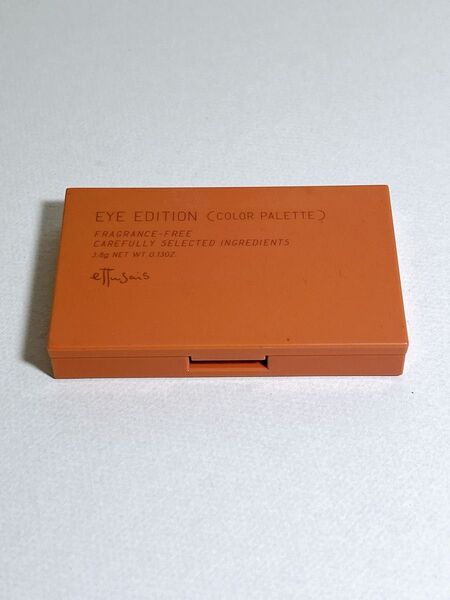 EYE EDITION (COLOR PALETTE)
FRAGRANCE-FREE
CAREFULLY SELECTED INGREDIENTS
3.8g NET WT. 0.13OZ.
ettusais